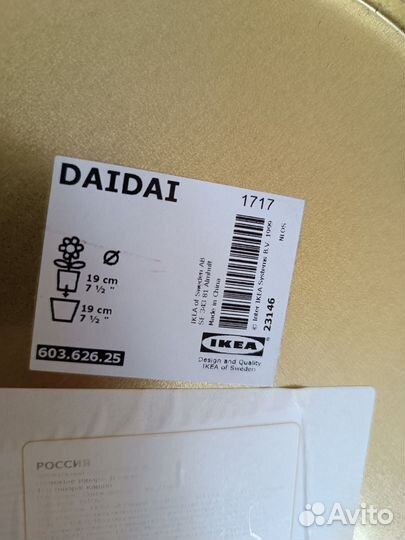 DAIDAI
1717
19 cm
7 ½ "
19 cm
7 ½ "
603.626.25
IKEA of Sweden AB
SE-343 81 Älmhult
Made in China
© Inter IKEA Systems B.V. 1999
NLOS
23146
IKEA
Design and Quality
IKEA of Sweden
РОССИЯ
Avito